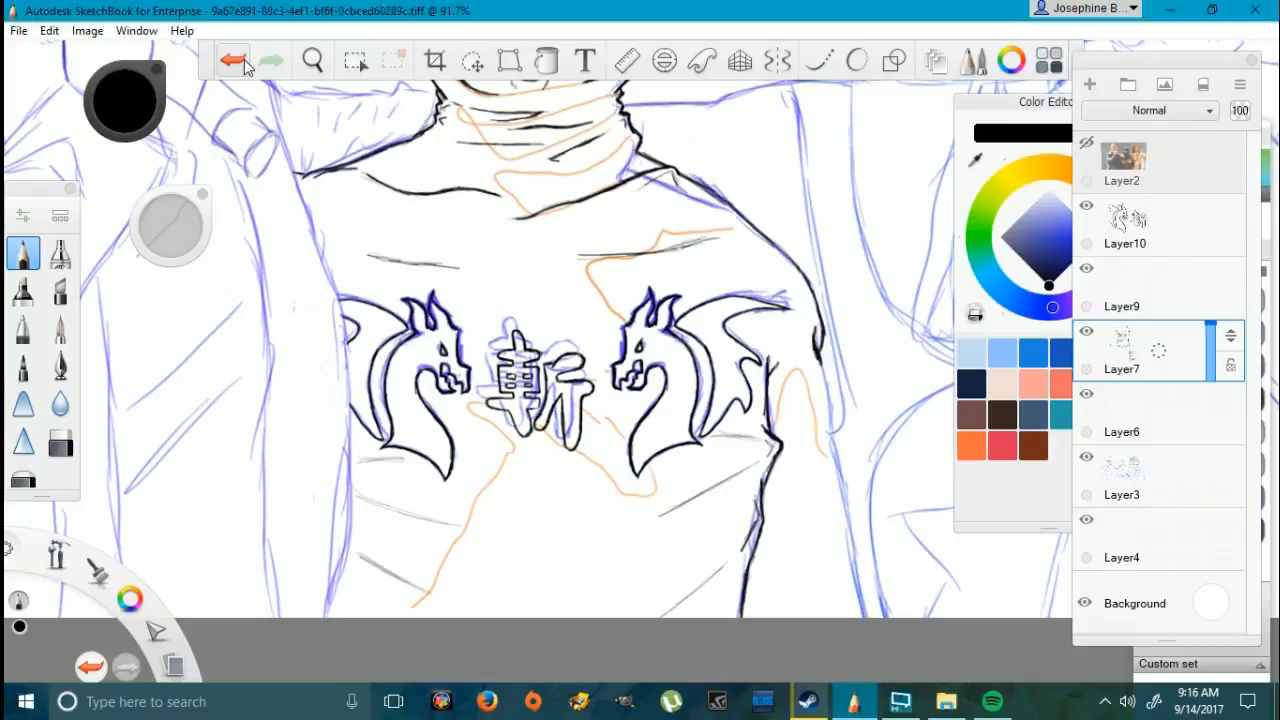 Autodesk SketchBook for Enterprise - 9a67e891-88c3-4ef1-bf6f-0cbced60289c.tiff @ 91.7%
Josephine B...
File Edit Image Window Help
Color Edito
Normal
100
Layer2
Layer10
Layer9
Layer7
Layer6
Layer3
Layer4
Background
斬
Custom set
Type here to search
9:16 AM
9/14/2017